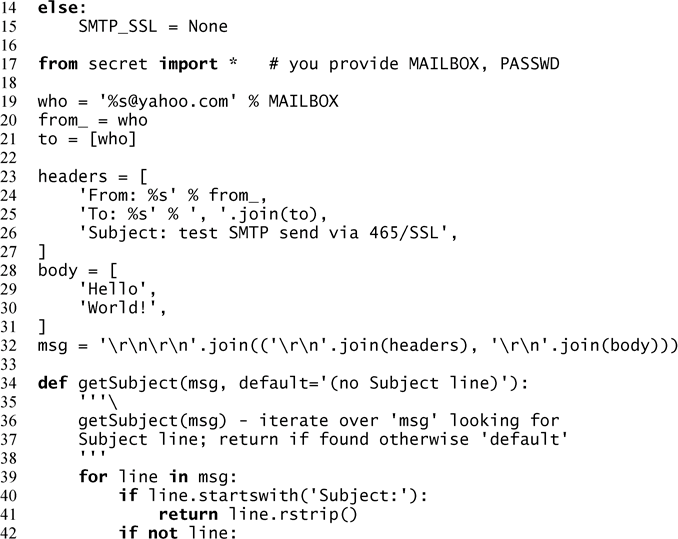 14 else:
15     SMTP_SSL = None
16
17 from secret import *   # you provide MAILBOX, PASSWD
18
19 who = '%s@yahoo.com' % MAILBOX
20 from_ = who
21 to = [who]
22
23 headers = [
24     'From: %s' % from_,
25     'To: %s' % ', '.join(to),
26     'Subject: test SMTP send via 465/SSL',
27 ]
28 body = [
29     'Hello',
30     'World!',
31 ]
32 msg = '\r\n\r\n'.join(('\r\n'.join(headers), '\r\n'.join(body)))
33
34 def getSubject(msg, default='(no Subject line)'):
35     '''\
36     getSubject(msg) - iterate over 'msg' looking for
37     Subject line; return if found otherwise 'default'
38     '''
39     for line in msg:
40         if line.startswith('Subject:'):
41             return line.rstrip()
42         if not line: